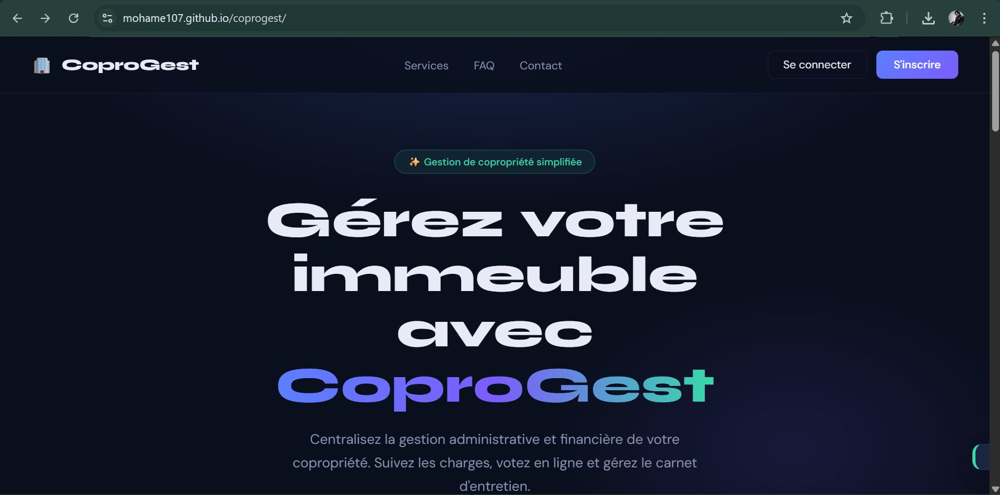 mohame107.github.io/coprogest/
CoproGest
Services
FAQ
Contact
Se connecter
S'inscrire
✨ Gestion de copropriété simplifiée
Gérez votre
immeuble
avec
CoproGest
Centralisez la gestion administrative et financière de votre
copropriété. Suivez les charges, votez en ligne et gérez le carnet
d'entretien.